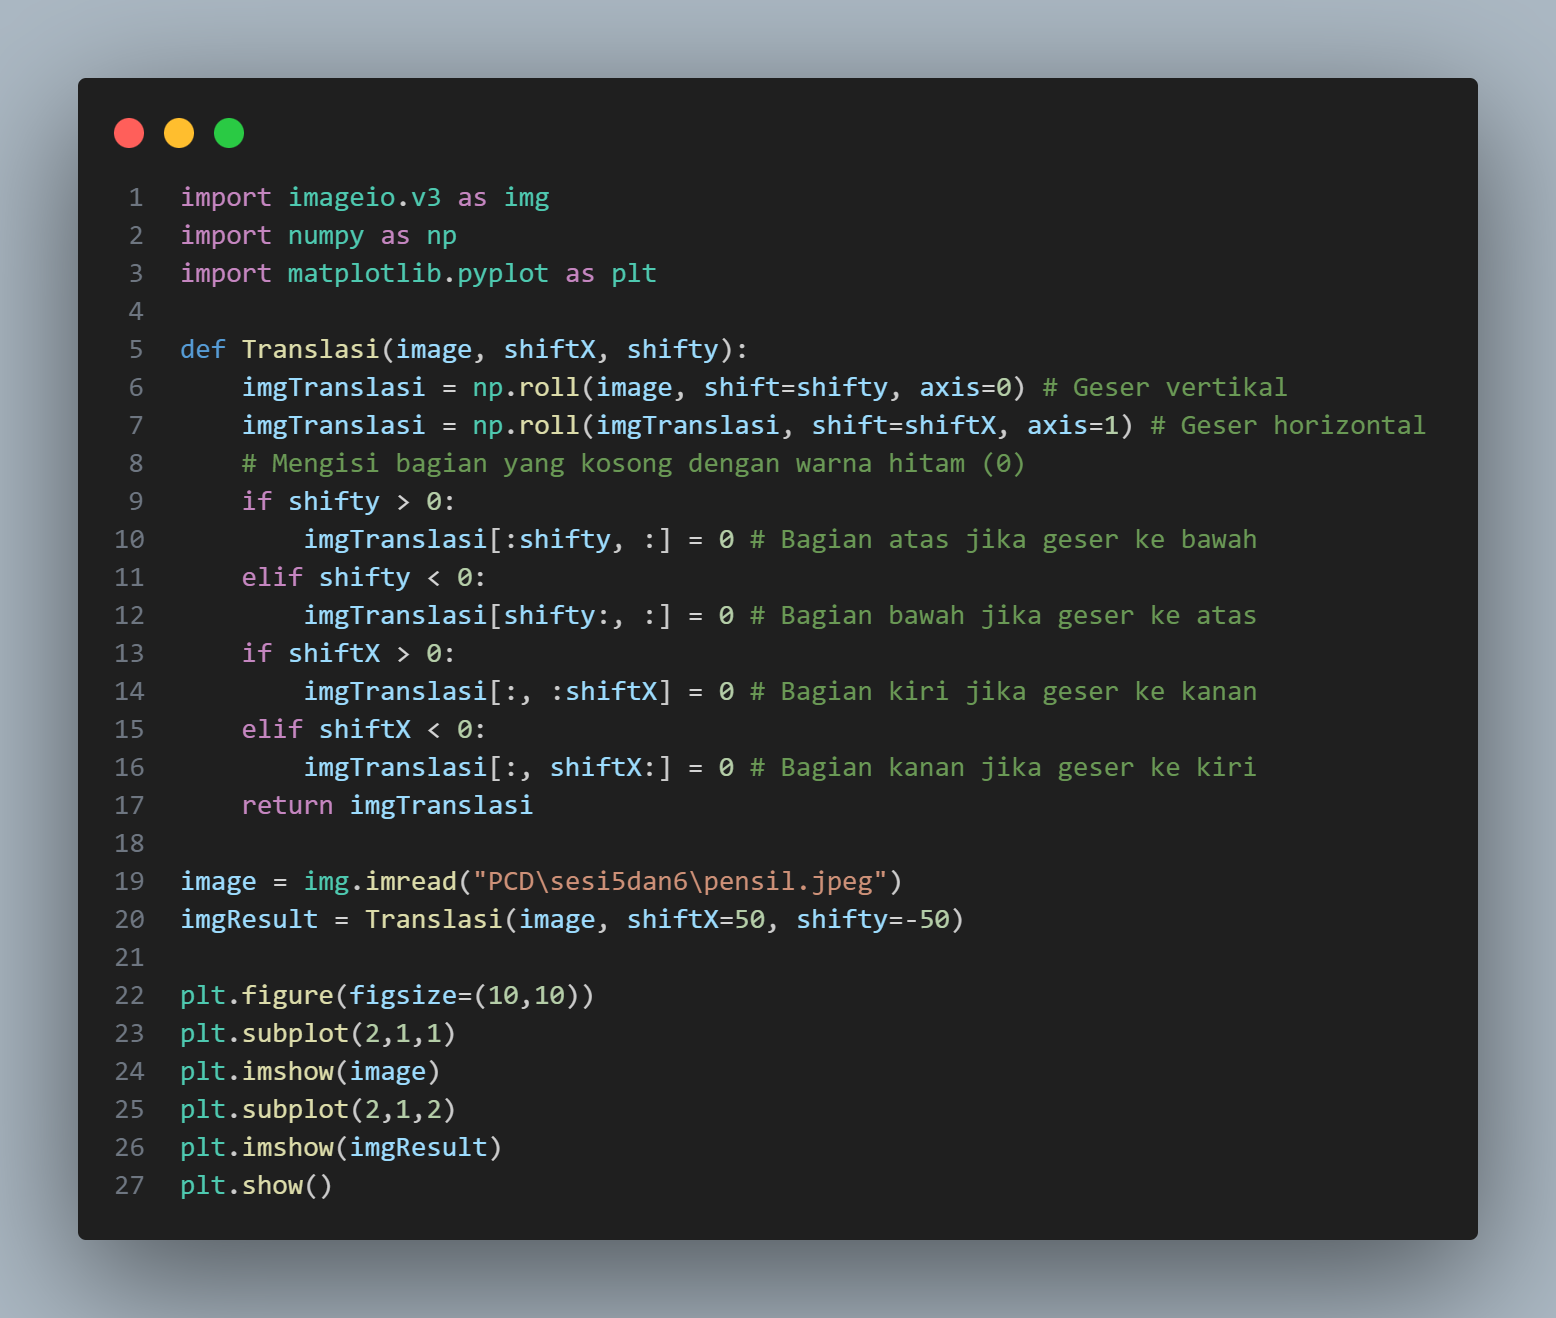 1 import imageio.v3 as img
2 import numpy as np
3 import matplotlib.pyplot as plt
4
5 def Translasi(image, shiftX, shifty):
6     imgTranslasi = np.roll(image, shift=shifty, axis=0) # Geser vertikal
7     imgTranslasi = np.roll(imgTranslasi, shift=shiftX, axis=1) # Geser horizontal
8     # Mengisi bagian yang kosong dengan warna hitam (0)
9     if shifty > 0:
10         imgTranslasi[:shifty, :] = 0 # Bagian atas jika geser ke bawah
11     elif shifty < 0:
12         imgTranslasi[shifty:, :] = 0 # Bagian bawah jika geser ke atas
13     if shiftX > 0:
14         imgTranslasi[:, :shiftX] = 0 # Bagian kiri jika geser ke kanan
15     elif shiftX < 0:
16         imgTranslasi[:, shiftX:] = 0 # Bagian kanan jika geser ke kiri
17     return imgTranslasi
18
19 image = img.imread("PCD\sesi5dan6\pensil.jpeg")
20 imgResult = Translasi(image, shiftX=50, shifty=-50)
21
22 plt.figure(figsize=(10,10))
23 plt.subplot(2,1,1)
24 plt.imshow(image)
25 plt.subplot(2,1,2)
26 plt.imshow(imgResult)
27 plt.show()